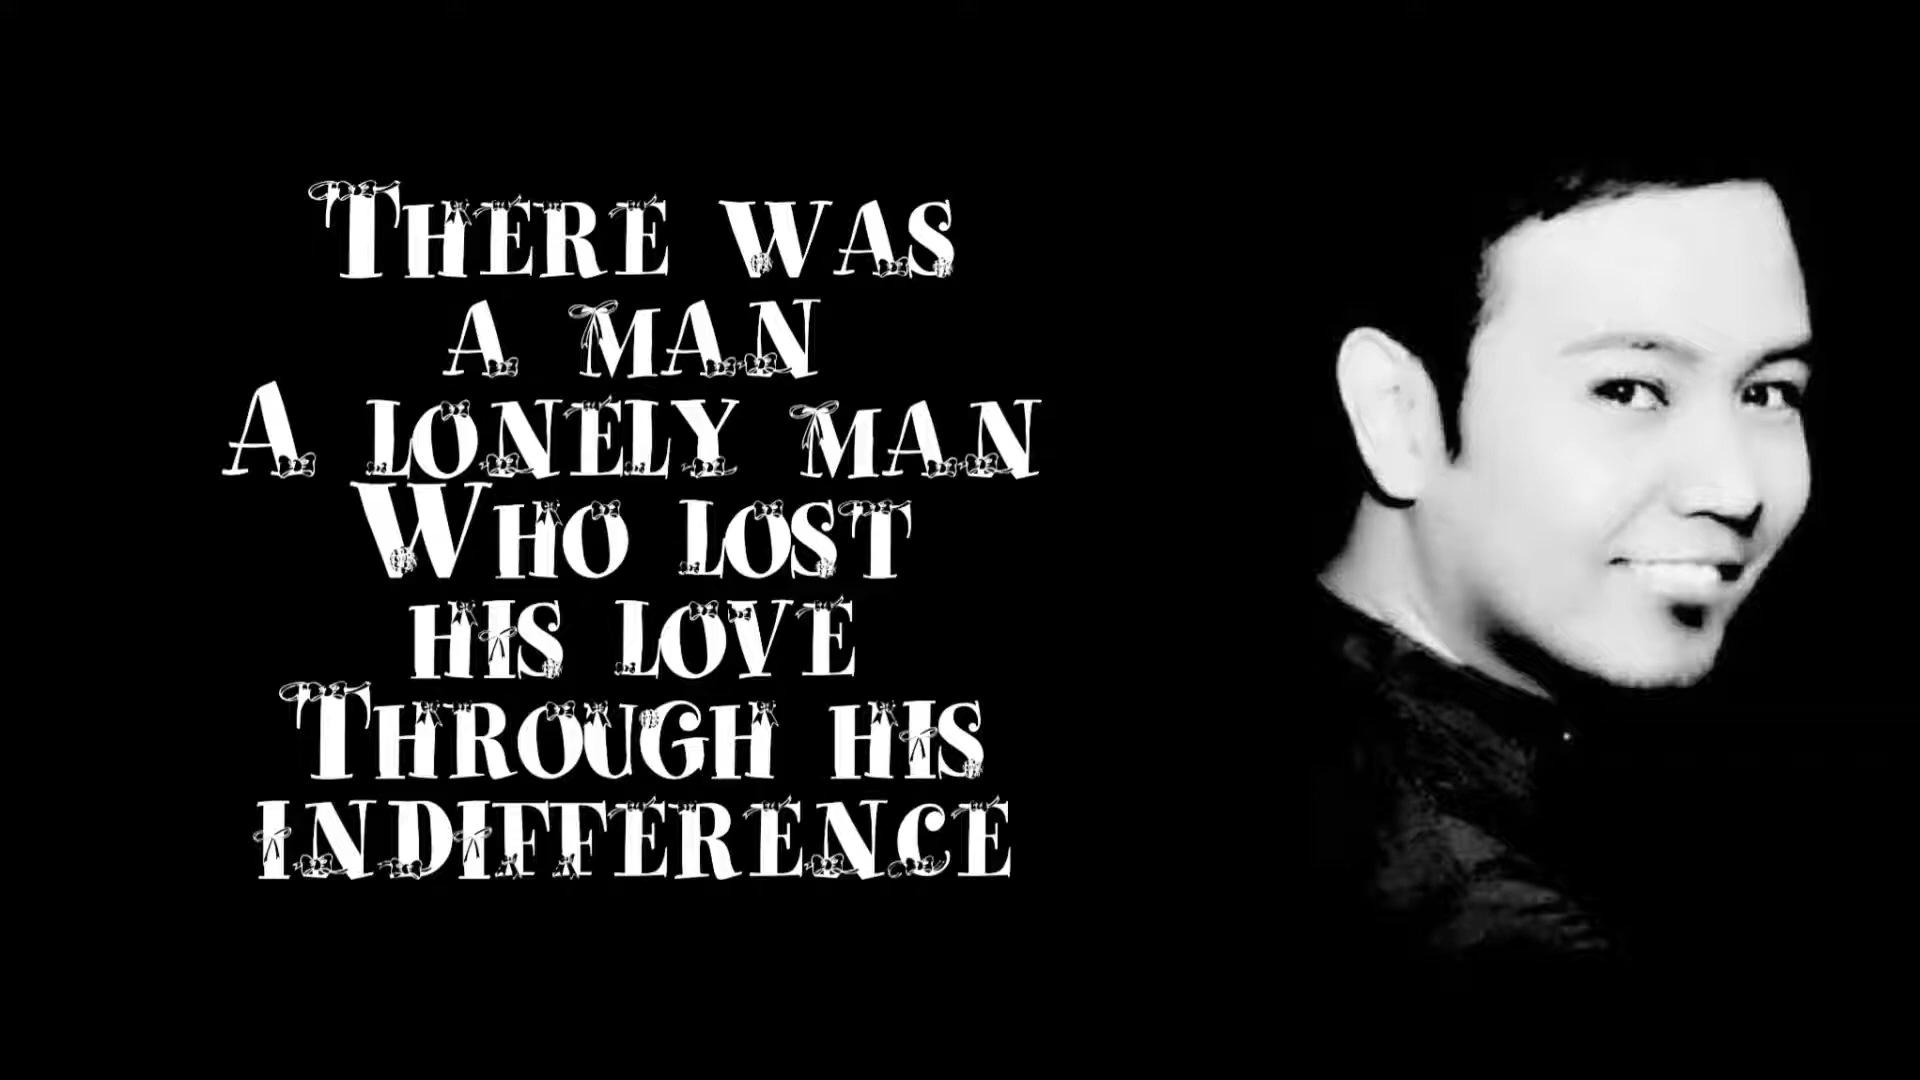 There was
a man
A lonely man
Who lost
his love
Through his
indifference